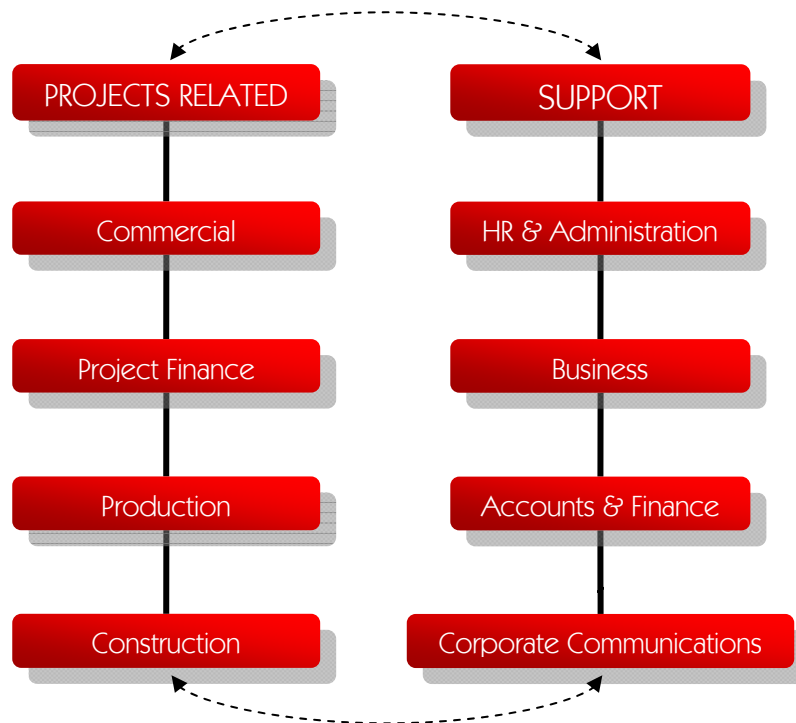 PROJECTS RELATED
Commercial
Project Finance
Production
Construction
SUPPORT
HR & Administration
Business
Accounts & Finance
Corporate Communications